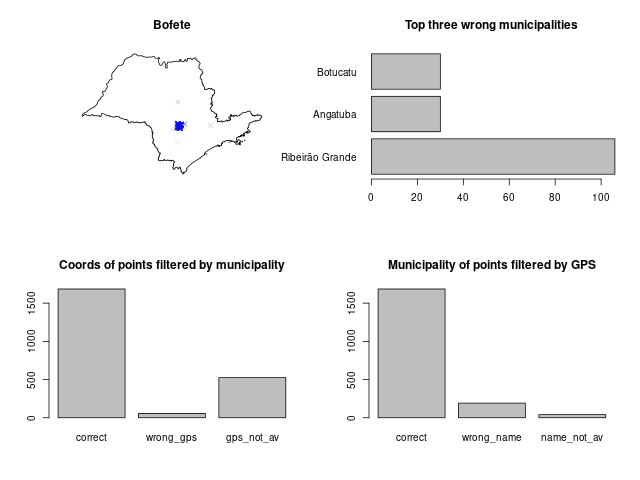 Bofete
Top three wrong municipalities
Botucatu
Angatuba
Ribeirão Grande
0 20 40 60 80 100
Coords of points filtered by municipality
0 500 1000 1500
correct wrong_gps gps_not_av
Municipality of points filtered by GPS
0 500 1000 1500
correct wrong_name name_not_av